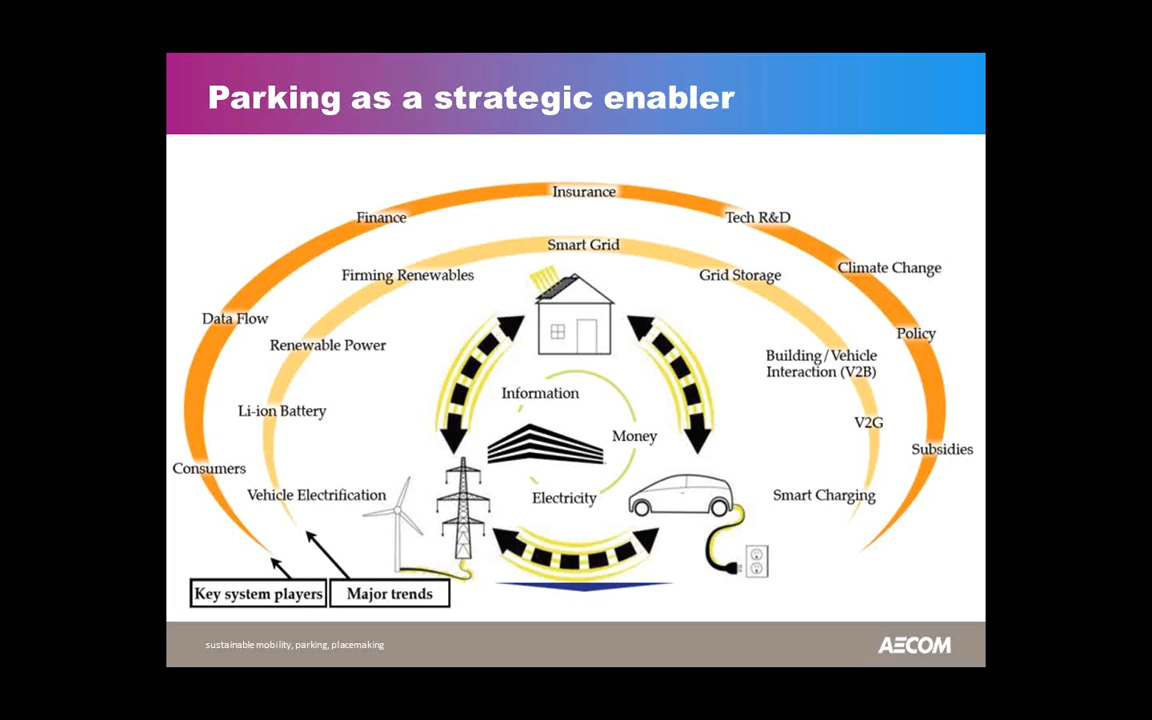 Parking as a strategic enabler
Insurance
Finance
Tech R&D
Smart Grid
Climate Change
Firming Renewables
Grid Storage
Data Flow
Policy
Renewable Power
Building/Vehicle
Interaction (V2B)
Information
Li-ion Battery
V2G
Money
Subsidies
Consumers
Vehicle Electrification
Electricity
Smart Charging
Key system players
Major trends
sustainable mobility, parking, placemaking
AECOM